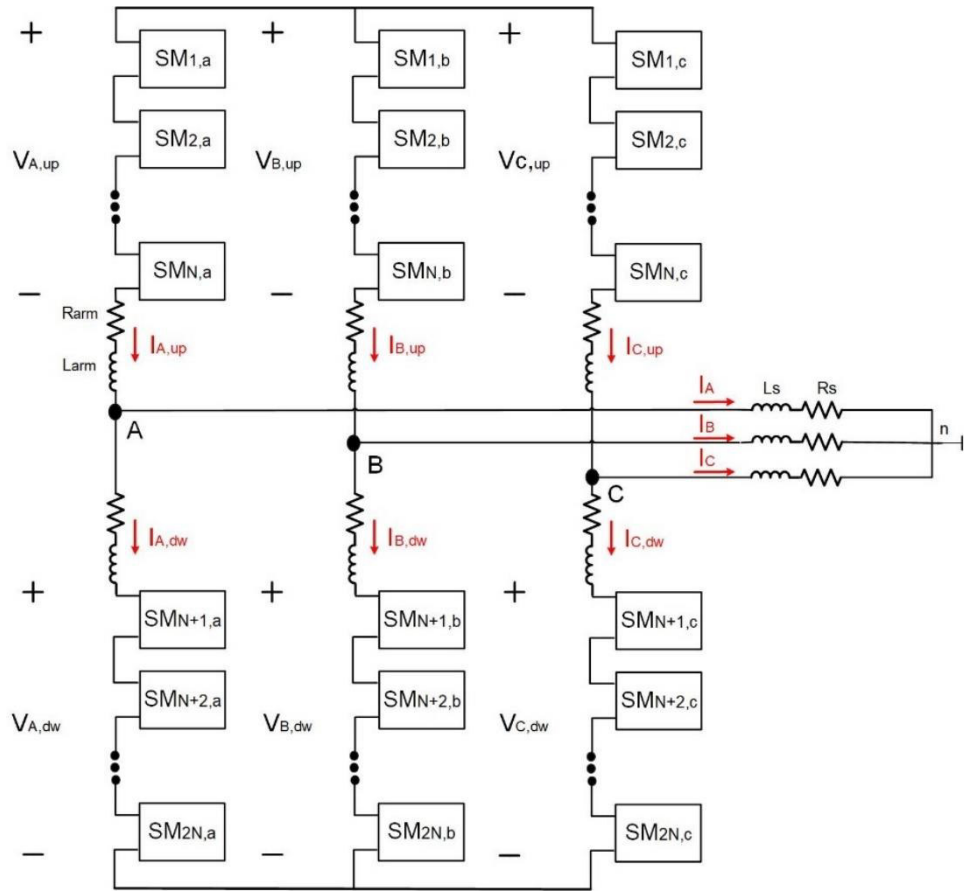 + + +
SM1,a SM1,b SM1,c
SM2,a SM2,b SM2,c
VA,up VB,up Vc,up
SMN,a SMN,b SMN,c
− − −
Rarm
IA,up IB,up IC,up
Larm
IA Ls Rs
A IB n
B IC
C
IA,dw IB,dw IC,dw
+ + +
SMN+1,a SMN+1,b SMN+1,c
SMN+2,a SMN+2,b SMN+2,c
VA,dw VB,dw VC,dw
SM2N,a SM2N,b SM2N,c
− − −